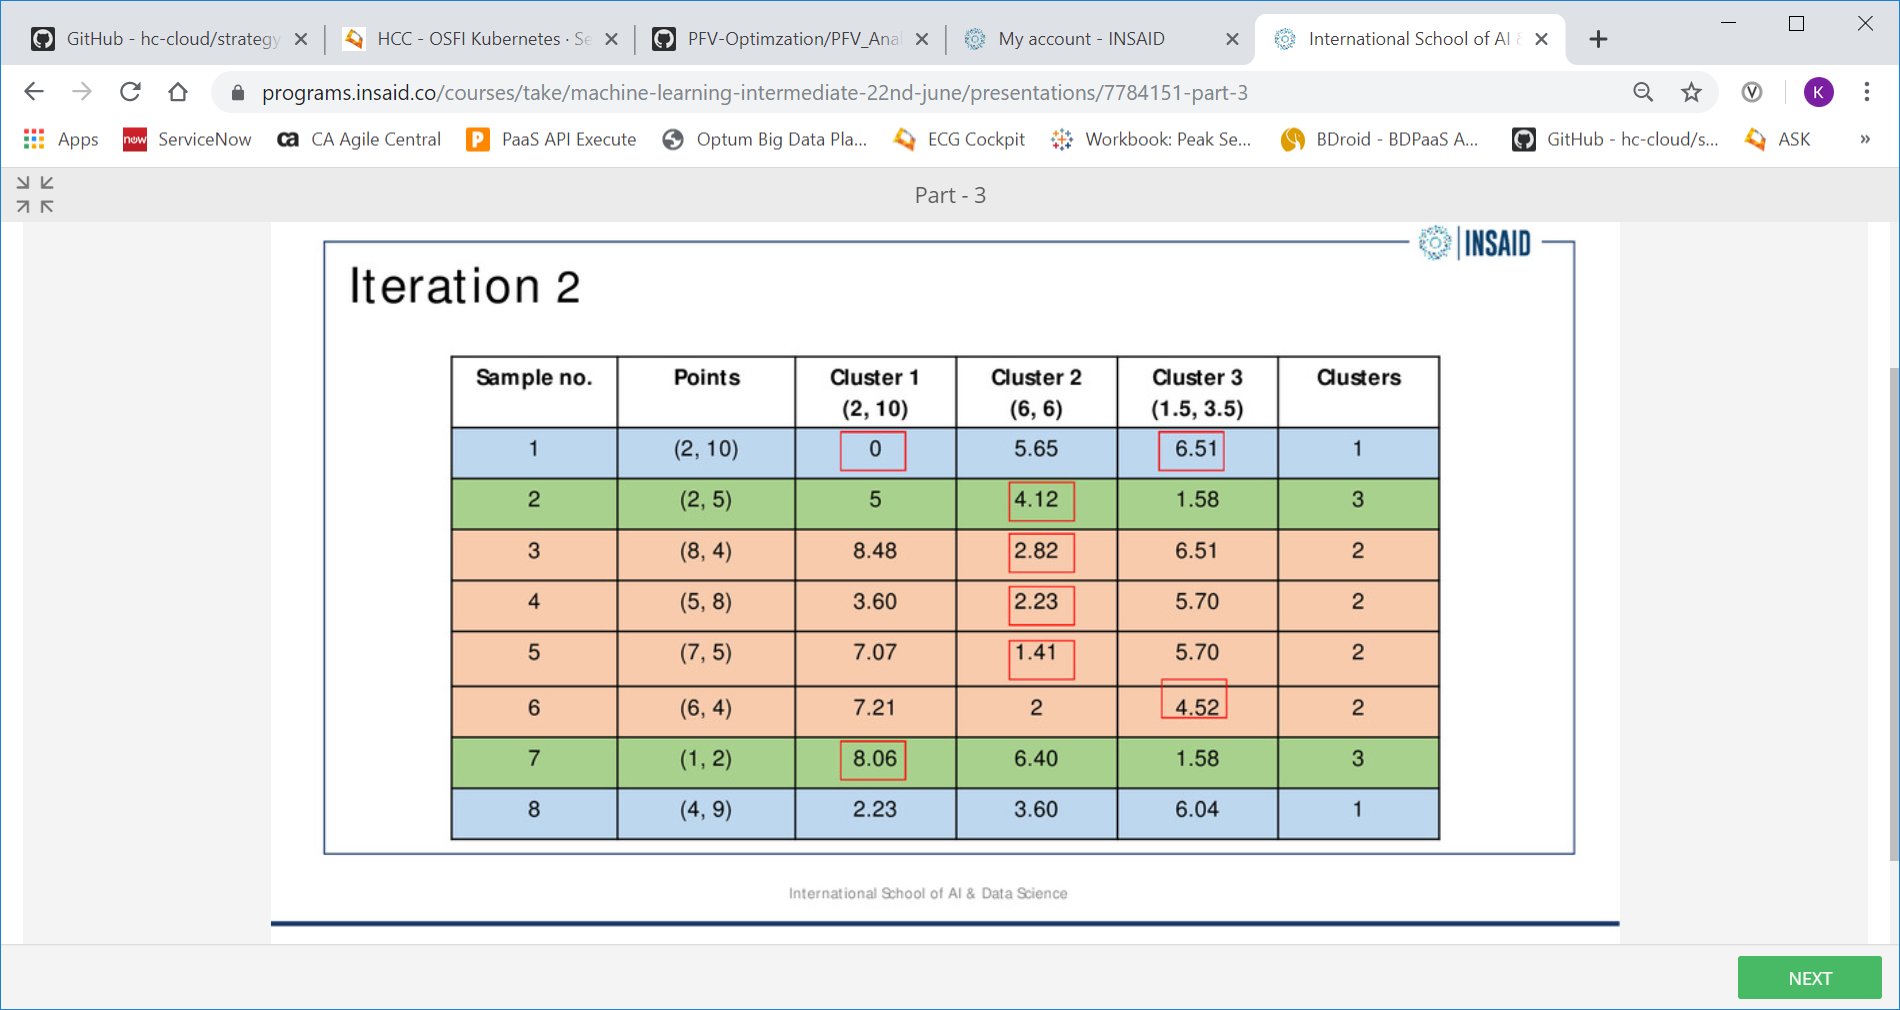 GitHub - hc-cloud/strategy
HCC - OSFI Kubernetes · Se
PFV-Optimzation/PFV_Anal
My account - INSAID
International School of AI &
K
programs.insaid.co/courses/take/machine-learning-intermediate-22nd-june/presentations/7784151-part-3
Apps
now ServiceNow
ca CA Agile Central
P PaaS API Execute
Optum Big Data Pla...
ECG Cockpit
Workbook: Peak Se...
BDroid - BDPaaS A...
GitHub - hc-cloud/s...
ASK
»
Part - 3
INSAID
Iteration 2
Sample no. Points Cluster 1 (2, 10) Cluster 2 (6, 6) Cluster 3 (1.5, 3.5) Clusters
1 (2, 10) 0 5.65 6.51 1
2 (2, 5) 5 4.12 1.58 3
3 (8, 4) 8.48 2.82 6.51 2
4 (5, 8) 3.60 2.23 5.70 2
5 (7, 5) 7.07 1.41 5.70 2
6 (6, 4) 7.21 2 4.52 2
7 (1, 2) 8.06 6.40 1.58 3
8 (4, 9) 2.23 3.60 6.04 1
International School of AI & Data Science
NEXT